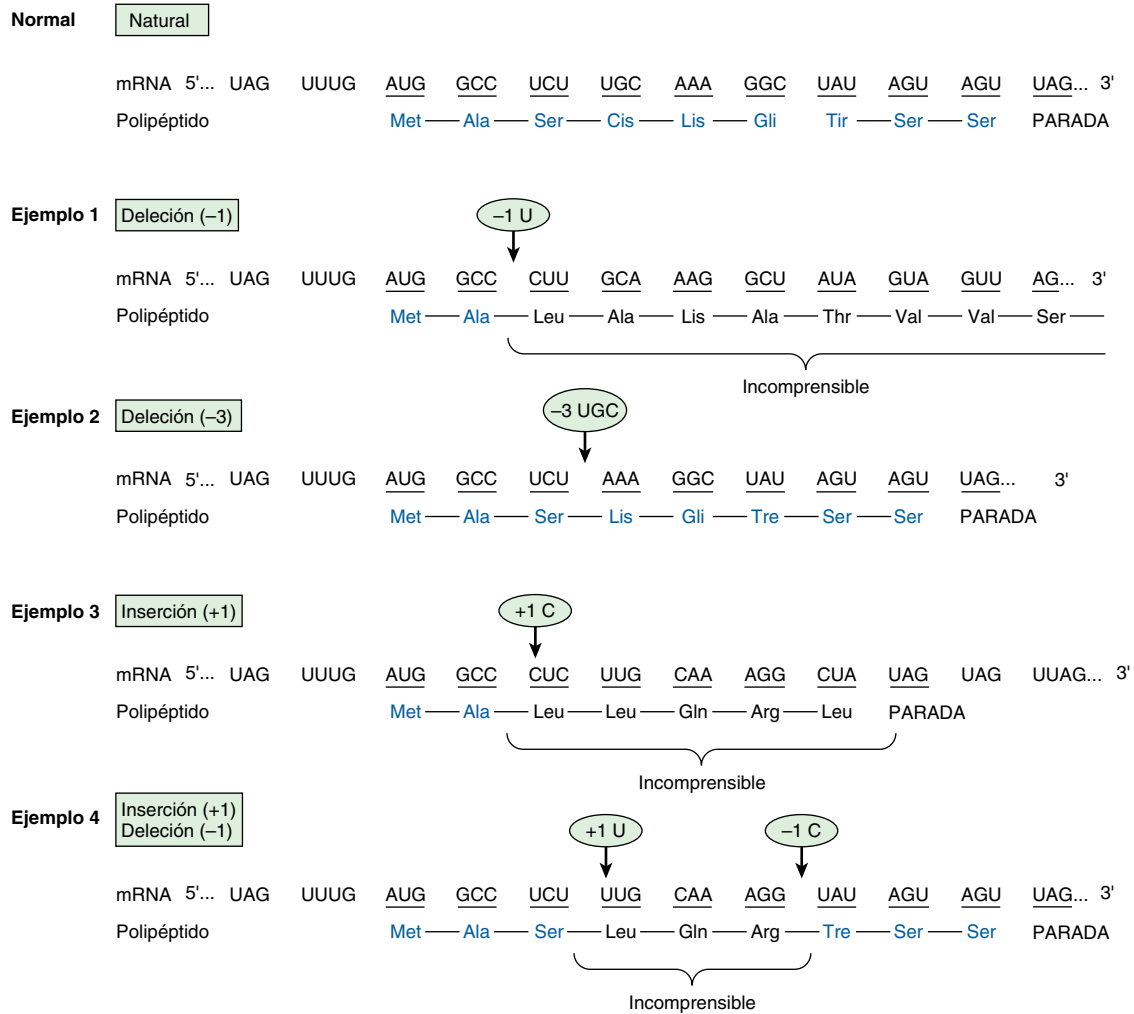 Normal Natural
mRNA 5'... UAG UUUG AUG GCC UCU UGC AAA GGC UAU AGU AGU UAG... 3'
Polipéptido Met Ala Ser Cis Lis Gli Tir Ser Ser PARADA
Ejemplo 1 Deleción (–1) –1 U
mRNA 5'... UAG UUUG AUG GCC CUU GCA AAG GCU AUA GUA GUU AG... 3'
Polipéptido Met Ala Leu Ala Lis Ala Thr Val Val Ser
Incomprensible
Ejemplo 2 Deleción (–3) –3 UGC
mRNA 5'... UAG UUUG AUG GCC UCU AAA GGC UAU AGU AGU UAG... 3'
Polipéptido Met Ala Ser Lis Gli Tre Ser Ser PARADA
Ejemplo 3 Inserción (+1) +1 C
mRNA 5'... UAG UUUG AUG GCC CUC UUG CAA AGG CUA UAG UAG UUAG... 3'
Polipéptido Met Ala Leu Leu Gln Arg Leu PARADA
Incomprensible
Ejemplo 4 Inserción (+1)
Deleción (–1)
+1 U –1 C
mRNA 5'... UAG UUUG AUG GCC UCU UUG CAA AGG UAU AGU AGU UAG... 3'
Polipéptido Met Ala Ser Leu Gln Arg Tre Ser Ser PARADA
Incomprensible